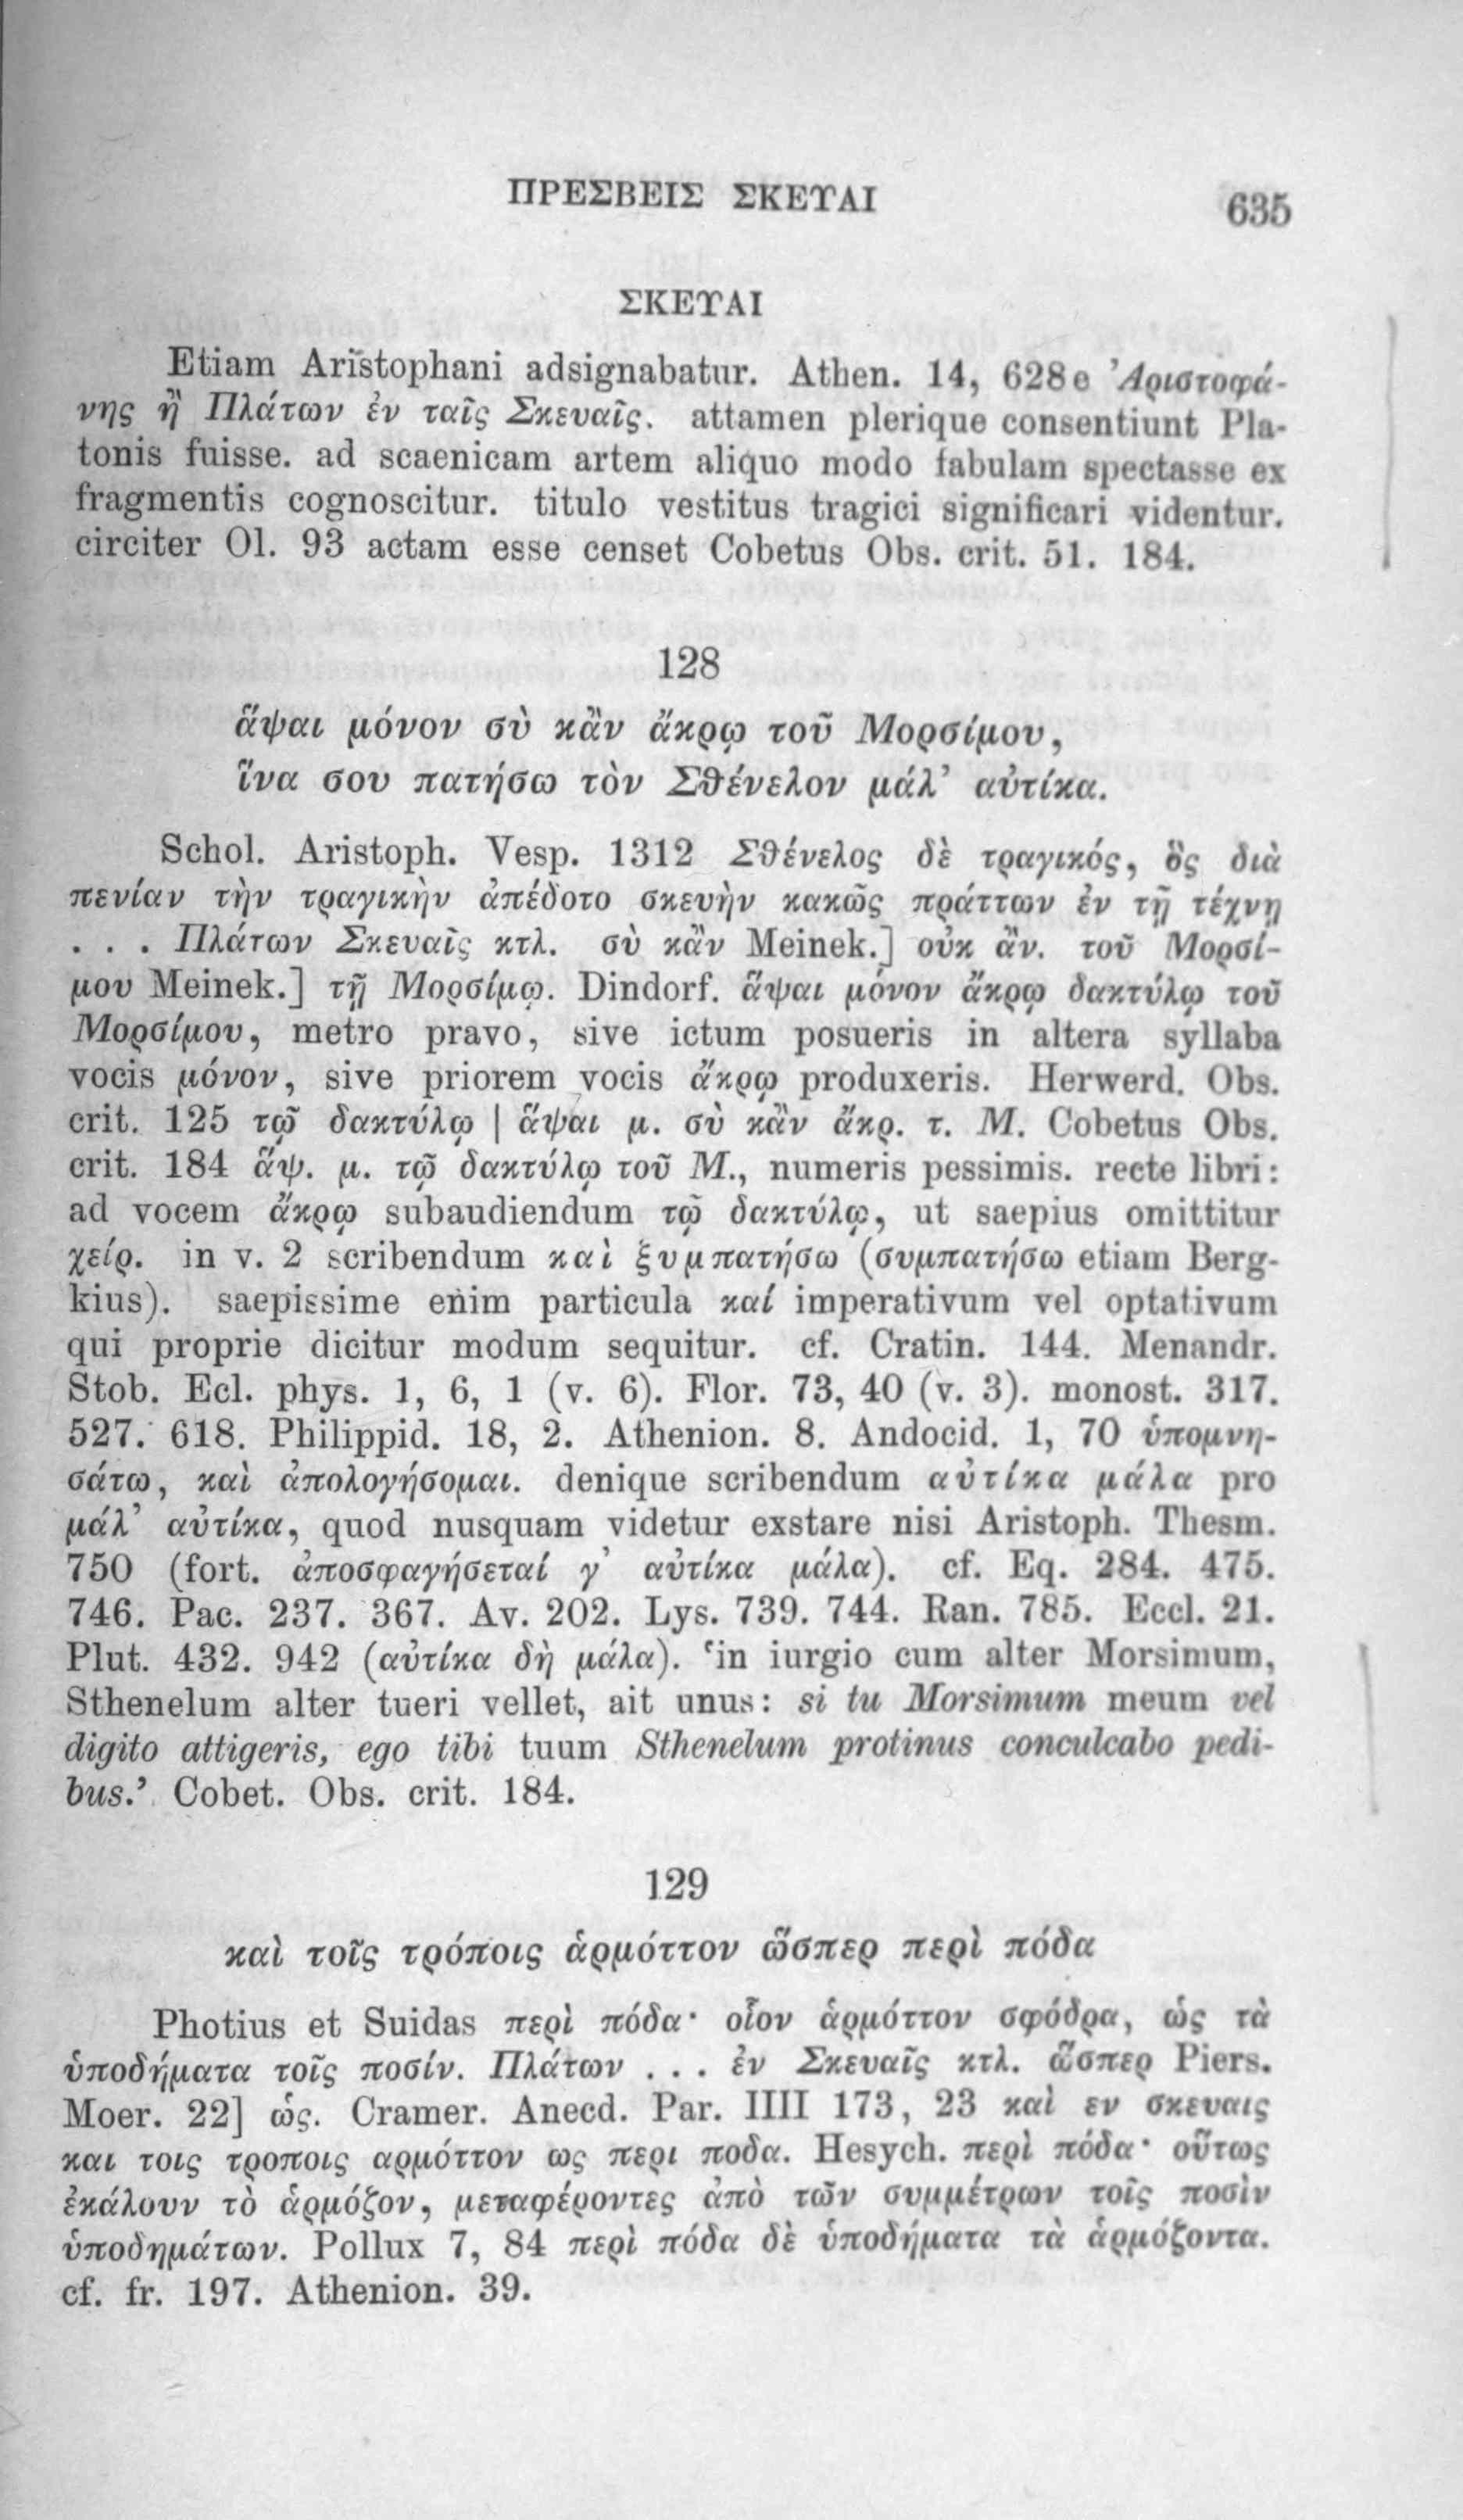 ΠΡΕΣΒΕΙΣ ΣΚΕΥΑΙ 635
ΣΚΕΥΑΙ
Etiam Aristophani adsignabatur. Athen. 14, 628 e Ἀριστοφά-
νης ἢ Πλάτων ἐν ταῖς Σκευαῖς. attamen plerique consentiunt Pla-
tonis fuisse. ad scaenicam artem aliquo modo fabulam spectasse ex
fragmentis cognoscitur. titulo vestitus tragici significari videntur.
circiter Ol. 93 actam esse censet Cobetus Obs. crit. 51. 184.
128
ἅψαι μόνον σὺ κἂν ἄκρῳ τοῦ Μορσίμου,
ἵνα σου πατήσω τὸν Σθένελον μάλ’ αὐτίκα.
Schol. Aristoph. Vesp. 1312 Σθένελος δὲ τραγικός, ὃς διὰ
πενίαν τὴν τραγικὴν ἀπέδοτο σκευὴν κακῶς πράττων ἐν τῇ τέχνῃ
. . . Πλάτων Σκευαῖς κτλ. σὺ κἂν Meinek.] οὐκ ἄν. τοῦ Μορσί-
μου Meinek.] τῇ Μορσίμῳ. Dindorf. ἅψαι μόνον ἄκρῳ δακτύλῳ τοῦ
Μορσίμου, metro pravo, sive ictum posueris in altera syllaba
vocis μόνον, sive priorem vocis ἄκρῳ produxeris. Herwerd. Obs.
crit. 125 τῷ δακτύλῳ | ἅψαι μ. σὺ κἂν ἄκρ. τ. Μ. Cobetus Obs.
crit. 184 ἅψ. μ. τῷ δακτύλῳ τοῦ Μ., numeris pessimis. recte libri:
ad vocem ἄκρῳ subaudiendum τῷ δακτύλῳ, ut saepius omittitur
χείρ. in v. 2 scribendum καὶ ξυμπατήσω (συμπατήσω etiam Berg-
kius). saepissime enim particula καί imperativum vel optativum
qui proprie dicitur modum sequitur. cf. Cratin. 144. Menandr.
Stob. Ecl. phys. 1, 6, 1 (v. 6). Flor. 73, 40 (v. 3). monost. 317.
527. 618. Philippid. 18, 2. Athenion. 8. Andocid. 1, 70 ὑπομνη-
σάτω, καὶ ἀπολογήσομαι. denique scribendum αὐτίκα μάλα pro
μάλ’ αὐτίκα, quod nusquam videtur exstare nisi Aristoph. Thesm.
750 (fort. ἀποσφαγήσεταί γ’ αὐτίκα μάλα). cf. Eq. 284. 475.
746. Pac. 237. 367. Av. 202. Lys. 739. 744. Ran. 785. Eccl. 21.
Plut. 432. 942 (αὐτίκα δὴ μάλα). ‘in iurgio cum alter Morsimum,
Sthenelum alter tueri vellet, ait unus: si tu Morsimum meum vel
digito attigeris, ego tibi tuum Sthenelum protinus conculcabo pedi-
bus.’ Cobet. Obs. crit. 184.
129
καὶ τοῖς τρόποις ἁρμόττον ὥσπερ περὶ πόδα
Photius et Suidas περὶ πόδα· οἷον ἁρμόττον σφόδρα, ὡς τὰ
ὑποδήματα τοῖς ποσίν. Πλάτων . . . ἐν Σκευαῖς κτλ. ὥσπερ Piers.
Moer. 22] ὡς. Cramer. Anecd. Par. IIII 173, 23 καὶ εν σκευαις
και τοις τροποις αρμόττον ως περι ποδα. Hesych. περὶ πόδα· οὕτως
ἐκάλουν τὸ ἁρμόζον, μεταφέροντες ἀπὸ τῶν συμμέτρων τοῖς ποσὶν
ὑποδημάτων. Pollux 7, 84 περὶ πόδα δὲ ὑποδήματα τὰ ἁρμόζοντα.
cf. fr. 197. Athenion. 39.